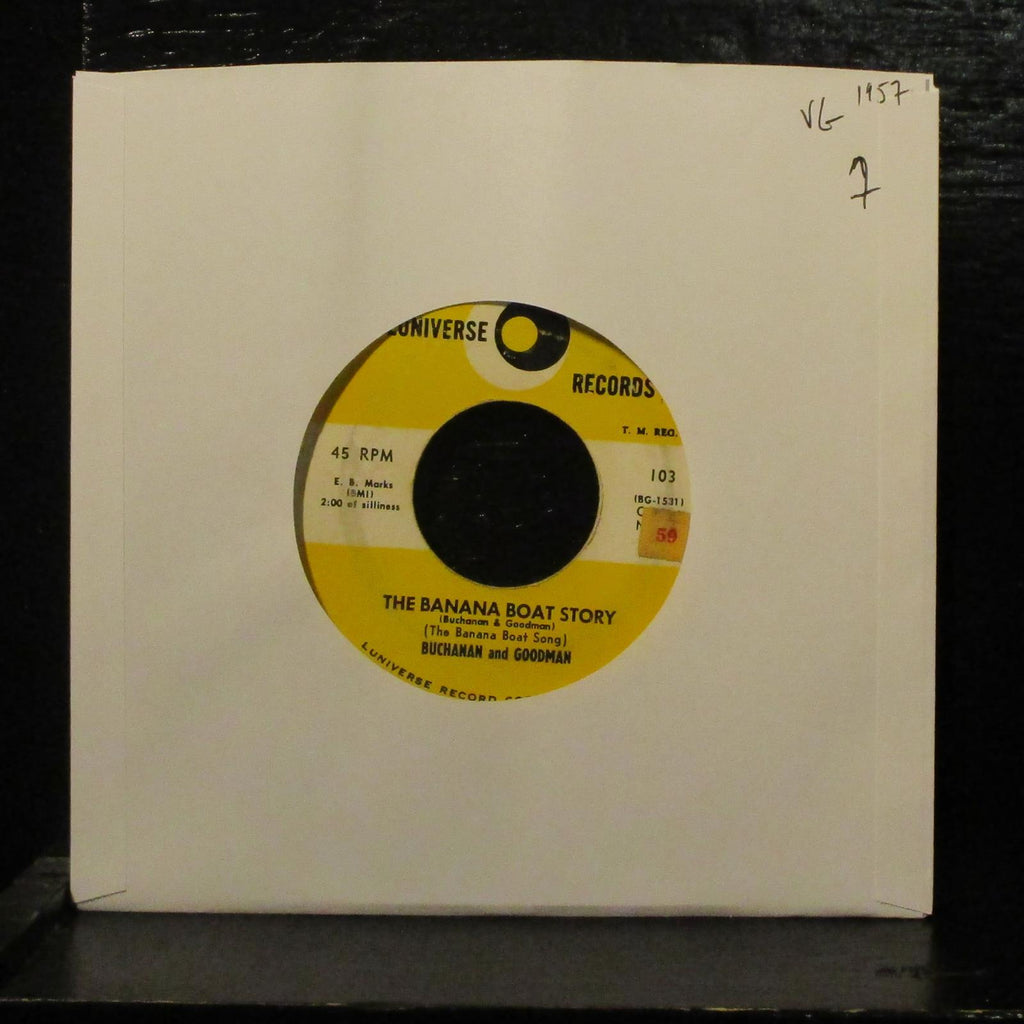 VG 1957
7
LUNIVERSE
RECORDS
T. M. REG.
45 RPM
103
E. B. Marks
(BMI)
2:00 of silliness
(BG-1531)
59
THE BANANA BOAT STORY
(Buchanan & Goodman)
(The Banana Boat Song)
BUCHANAN and GOODMAN
LUNIVERSE RECORD